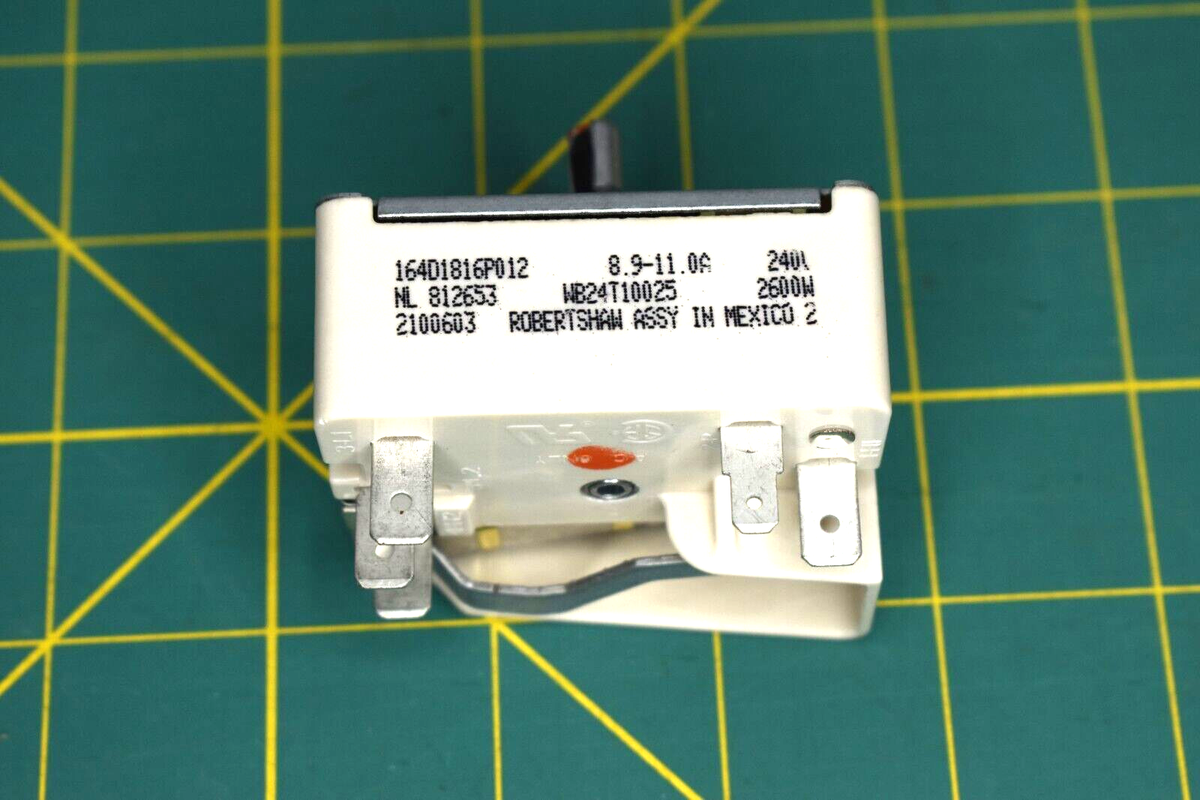 164D1816P012 8.9-11.0A 240V
NL 812653 WB24T10025 2600W
2100603 ROBERTSHAW ASSY IN MEXICO 2